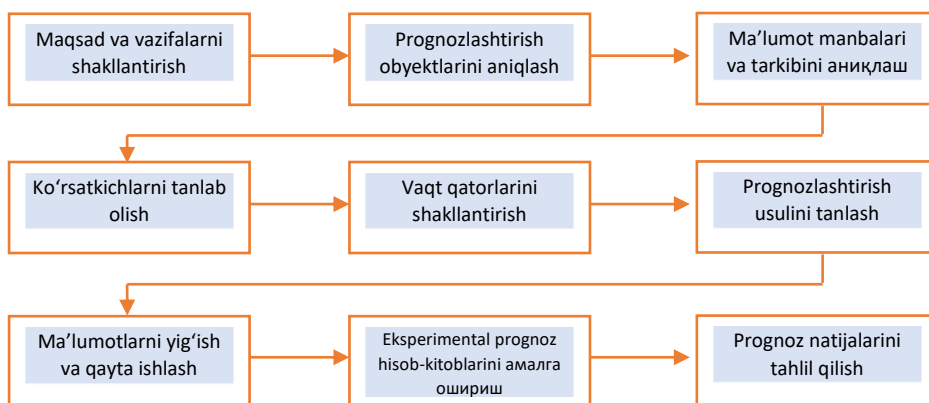 Maqsad va vazifalarni
shakllantirish
Prognozlashtirish
obyektlarini aniqlash
Ma’lumot manbalari
va tarkibini аниқлаш
Ko‘rsatkichlarni tanlab
olish
Vaqt qatorlarini
shakllantirish
Prognozlashtirish
usulini tanlash
Ma’lumotlarni yig‘ish
va qayta ishlash
Eksperimental prognoz
hisob-kitoblarini амалга
ошириш
Prognoz natijalarini
tahlil qilish